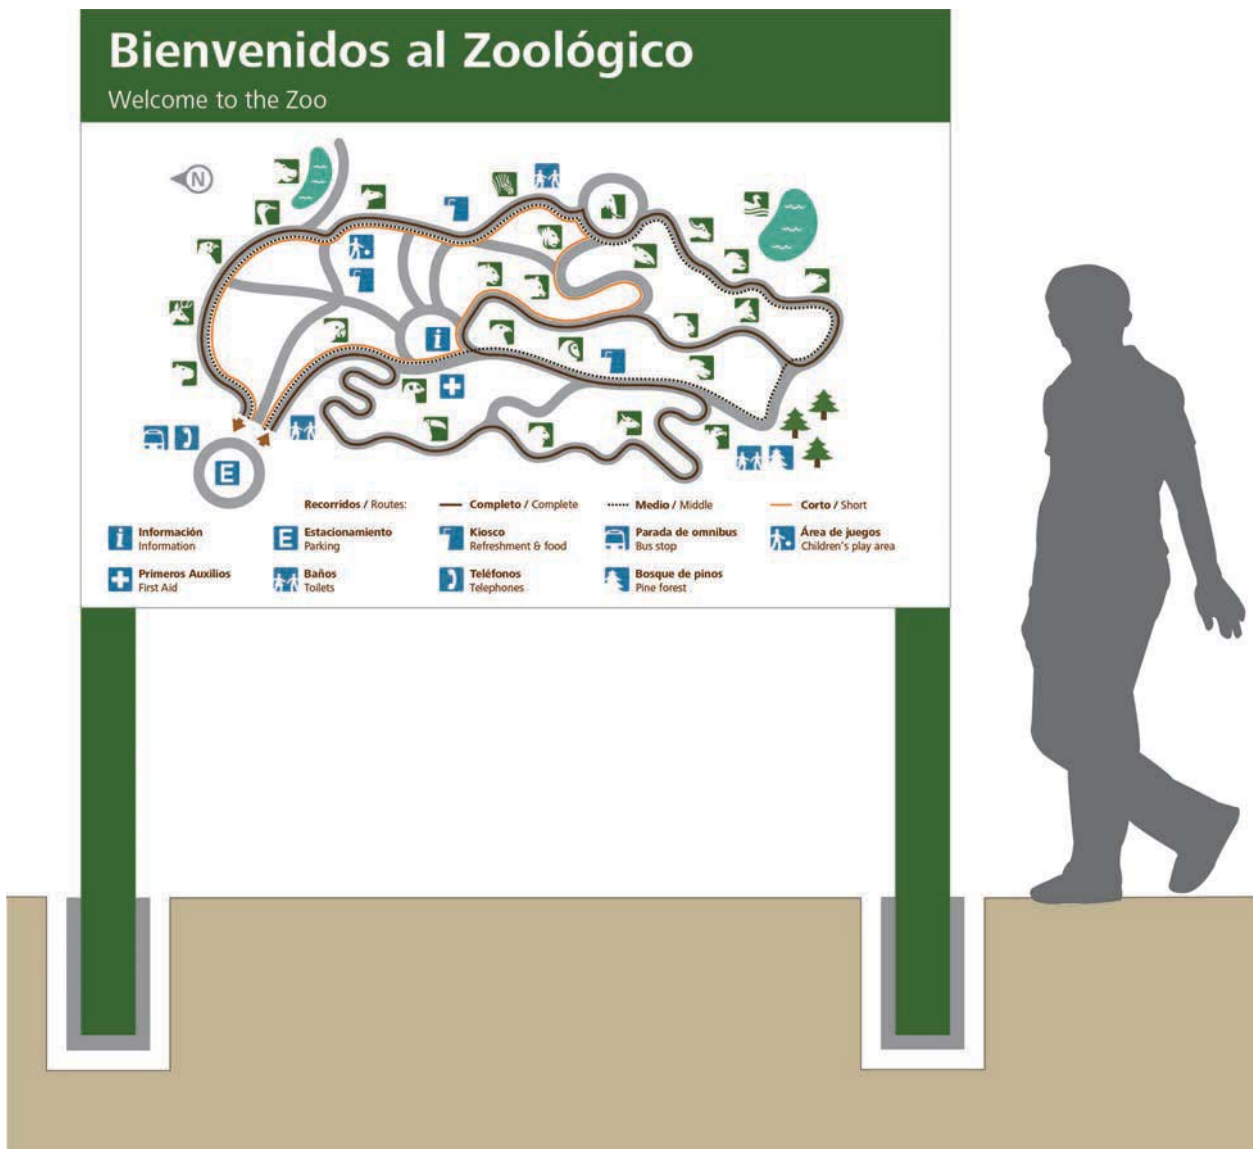 Bienvenidos al Zoológico
Welcome to the Zoo
N
i
E
Recorridos / Routes:
Completo / Complete
Medio / Middle
Corto / Short
i
Información
Information
E
Estacionamiento
Parking
Kiosco
Refreshment & food
Parada de omnibus
Bus stop
Área de juegos
Children's play area
Primeros Auxilios
First Aid
Baños
Toilets
Teléfonos
Telephones
Bosque de pinos
Pine forest